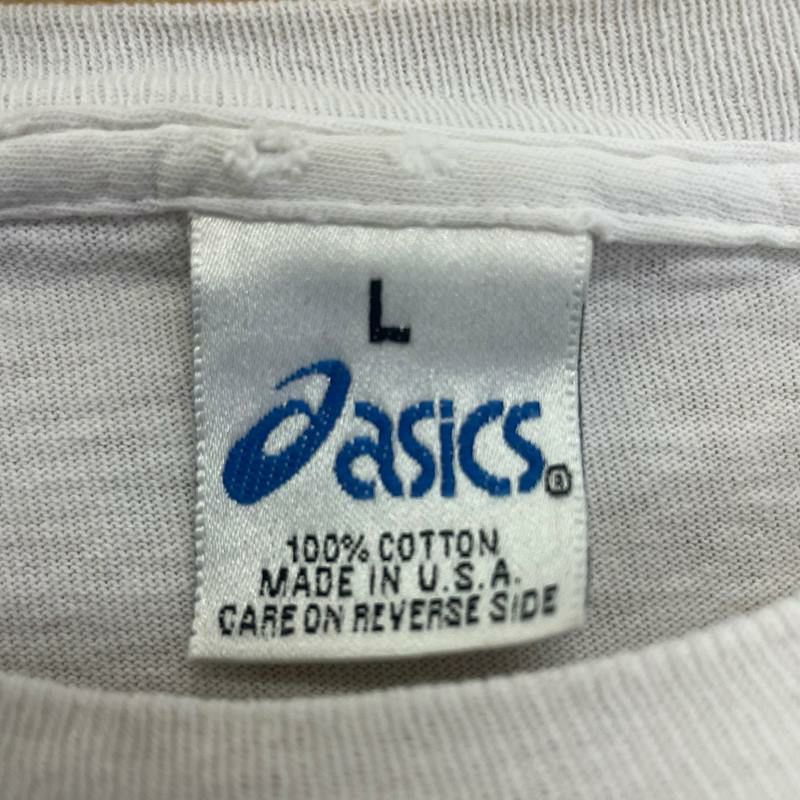 L
asics®
100% COTTON
MADE IN U.S.A.
CARE ON REVERSE SIDE